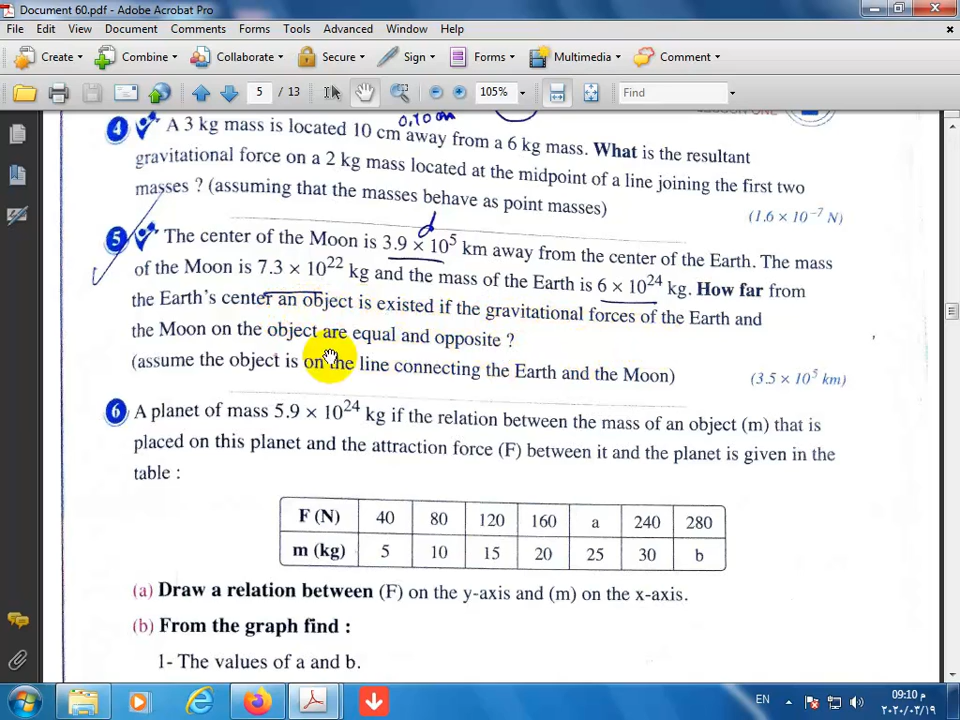 Document 60.pdf - Adobe Acrobat Pro
File Edit View Document Comments Forms Tools Advanced Window Help
Create Combine Collaborate Secure Sign Forms Multimedia Comment
5 / 13 105% Find
0,10 cm
LESSON ONE
4 A 3 kg mass is located 10 cm away from a 6 kg mass. What is the resultant
gravitational force on a 2 kg mass located at the midpoint of a line joining the first two
masses ? (assuming that the masses behave as point masses)
(1.6 × 10⁻⁷ N)
d
5 The center of the Moon is 3.9 × 10⁵ km away from the center of the Earth. The mass
of the Moon is 7.3 × 10²² kg and the mass of the Earth is 6 × 10²⁴ kg. How far from
the Earth's center an object is existed if the gravitational forces of the Earth and
the Moon on the object are equal and opposite ?
(assume the object is on the line connecting the Earth and the Moon)
(3.5 × 10⁵ km)
6 A planet of mass 5.9 × 10²⁴ kg if the relation between the mass of an object (m) that is
placed on this planet and the attraction force (F) between it and the planet is given in the
table :
F (N) 40 80 120 160 a 240 280
m (kg) 5 10 15 20 25 30 b
(a) Draw a relation between (F) on the y-axis and (m) on the x-axis.
(b) From the graph find :
1- The values of a and b.
EN
09:10 م
٢٠٢٠/٠٣/١٩